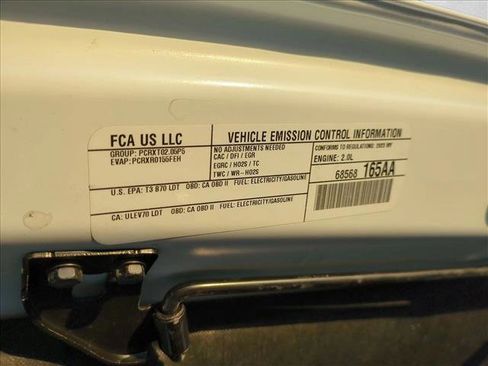 FCA US LLC
GROUP: PCRXT02.05P5
EVAP: PCRXR0155FEH
VEHICLE EMISSION CONTROL INFORMATION
NO ADJUSTMENTS NEEDED
CAC / DFI / EGR
EGRC / HO2S / TC
TWC / WR-HO2S
CONFORMS TO REGULATIONS: 2023 MY
ENGINE: 2.0L
68568 165AA
U.S. EPA: T3 B70 LDT OBD: CA OBD II FUEL: ELECTRICITY/GASOLINE
CA: ULEV70 LDT OBD: CA OBD II FUEL: ELECTRICITY/GASOLINE